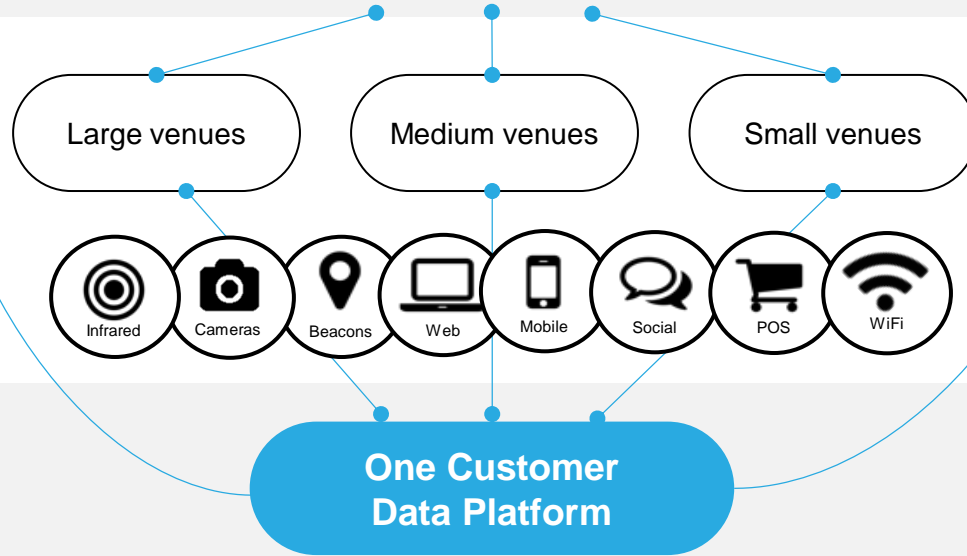 Large venues
Medium venues
Small venues
Infrared
Cameras
Beacons
Web
Mobile
Social
POS
WiFi
One Customer
Data Platform